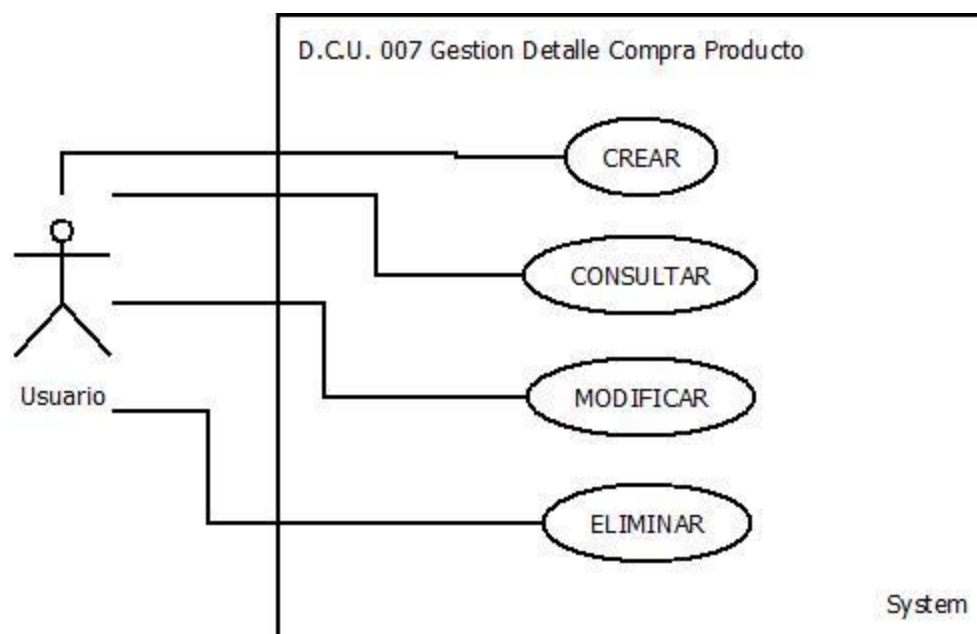 D.C.U. 007 Gestion Detalle Compra Producto
CREAR
CONSULTAR
MODIFICAR
Usuario
ELIMINAR
System